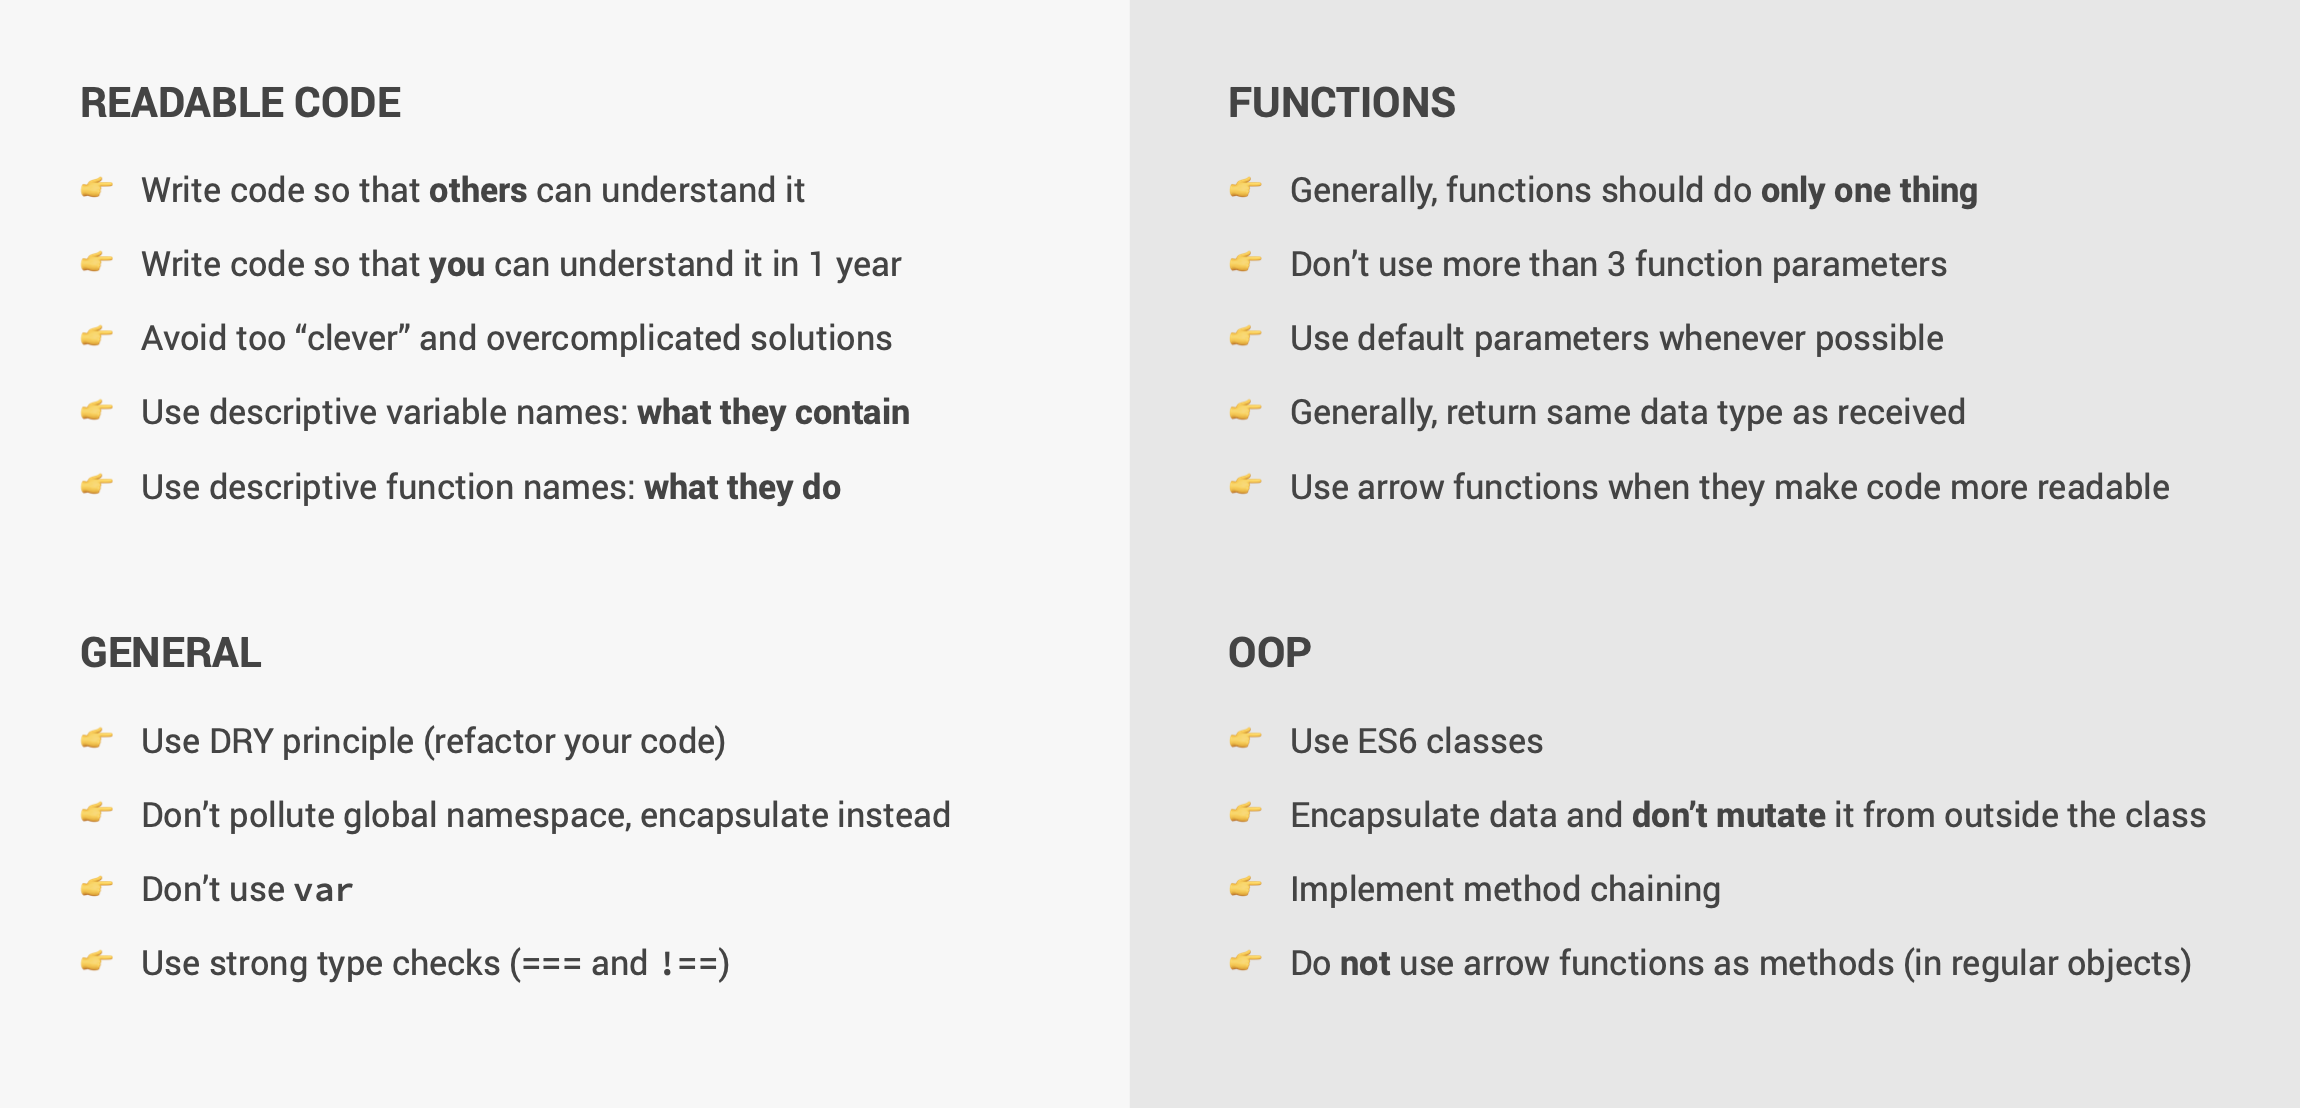 READABLE CODE
👉 Write code so that others can understand it
👉 Write code so that you can understand it in 1 year
👉 Avoid too “clever” and overcomplicated solutions
👉 Use descriptive variable names: what they contain
👉 Use descriptive function names: what they do
GENERAL
👉 Use DRY principle (refactor your code)
👉 Don’t pollute global namespace, encapsulate instead
👉 Don’t use var
👉 Use strong type checks (=== and !==)
FUNCTIONS
👉 Generally, functions should do only one thing
👉 Don’t use more than 3 function parameters
👉 Use default parameters whenever possible
👉 Generally, return same data type as received
👉 Use arrow functions when they make code more readable
OOP
👉 Use ES6 classes
👉 Encapsulate data and don’t mutate it from outside the class
👉 Implement method chaining
👉 Do not use arrow functions as methods (in regular objects)